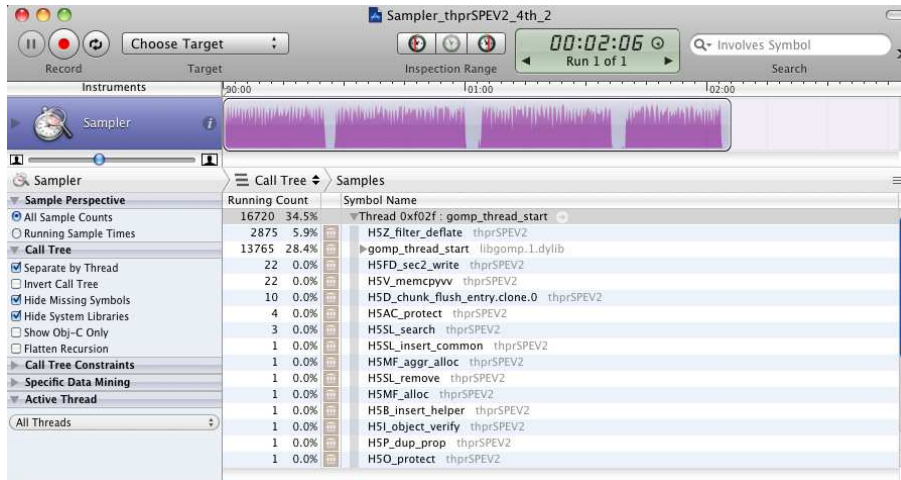 Sampler_thprSPEV2_4th_2
Choose Target
00:02:06
Run 1 of 1
Involves Symbol
Record
Target
Inspection Range
Search
Instruments
00:00
01:00
02:00
Sampler
Sampler
Call Tree
Samples
Sample Perspective
All Sample Counts
Running Sample Times
Call Tree
Separate by Thread
Invert Call Tree
Hide Missing Symbols
Hide System Libraries
Show Obj-C Only
Flatten Recursion
Call Tree Constraints
Specific Data Mining
Active Thread
All Threads
Running Count Symbol Name
16720 34.5% Thread 0xf02f : gomp_thread_start
2875 5.9% H5Z_filter_deflate thprSPEV2
13765 28.4% gomp_thread_start libgomp.1.dylib
22 0.0% H5FD_sec2_write thprSPEV2
22 0.0% H5V_memcpyvv thprSPEV2
10 0.0% H5D_chunk_flush_entry.clone.0 thprSPEV2
4 0.0% H5AC_protect thprSPEV2
3 0.0% H5SL_search thprSPEV2
1 0.0% H5SL_insert_common thprSPEV2
1 0.0% H5MF_aggr_alloc thprSPEV2
1 0.0% H5SL_remove thprSPEV2
1 0.0% H5MF_alloc thprSPEV2
1 0.0% H5B_insert_helper thprSPEV2
1 0.0% H5I_object_verify thprSPEV2
1 0.0% H5P_dup_prop thprSPEV2
1 0.0% H5O_protect thprSPEV2